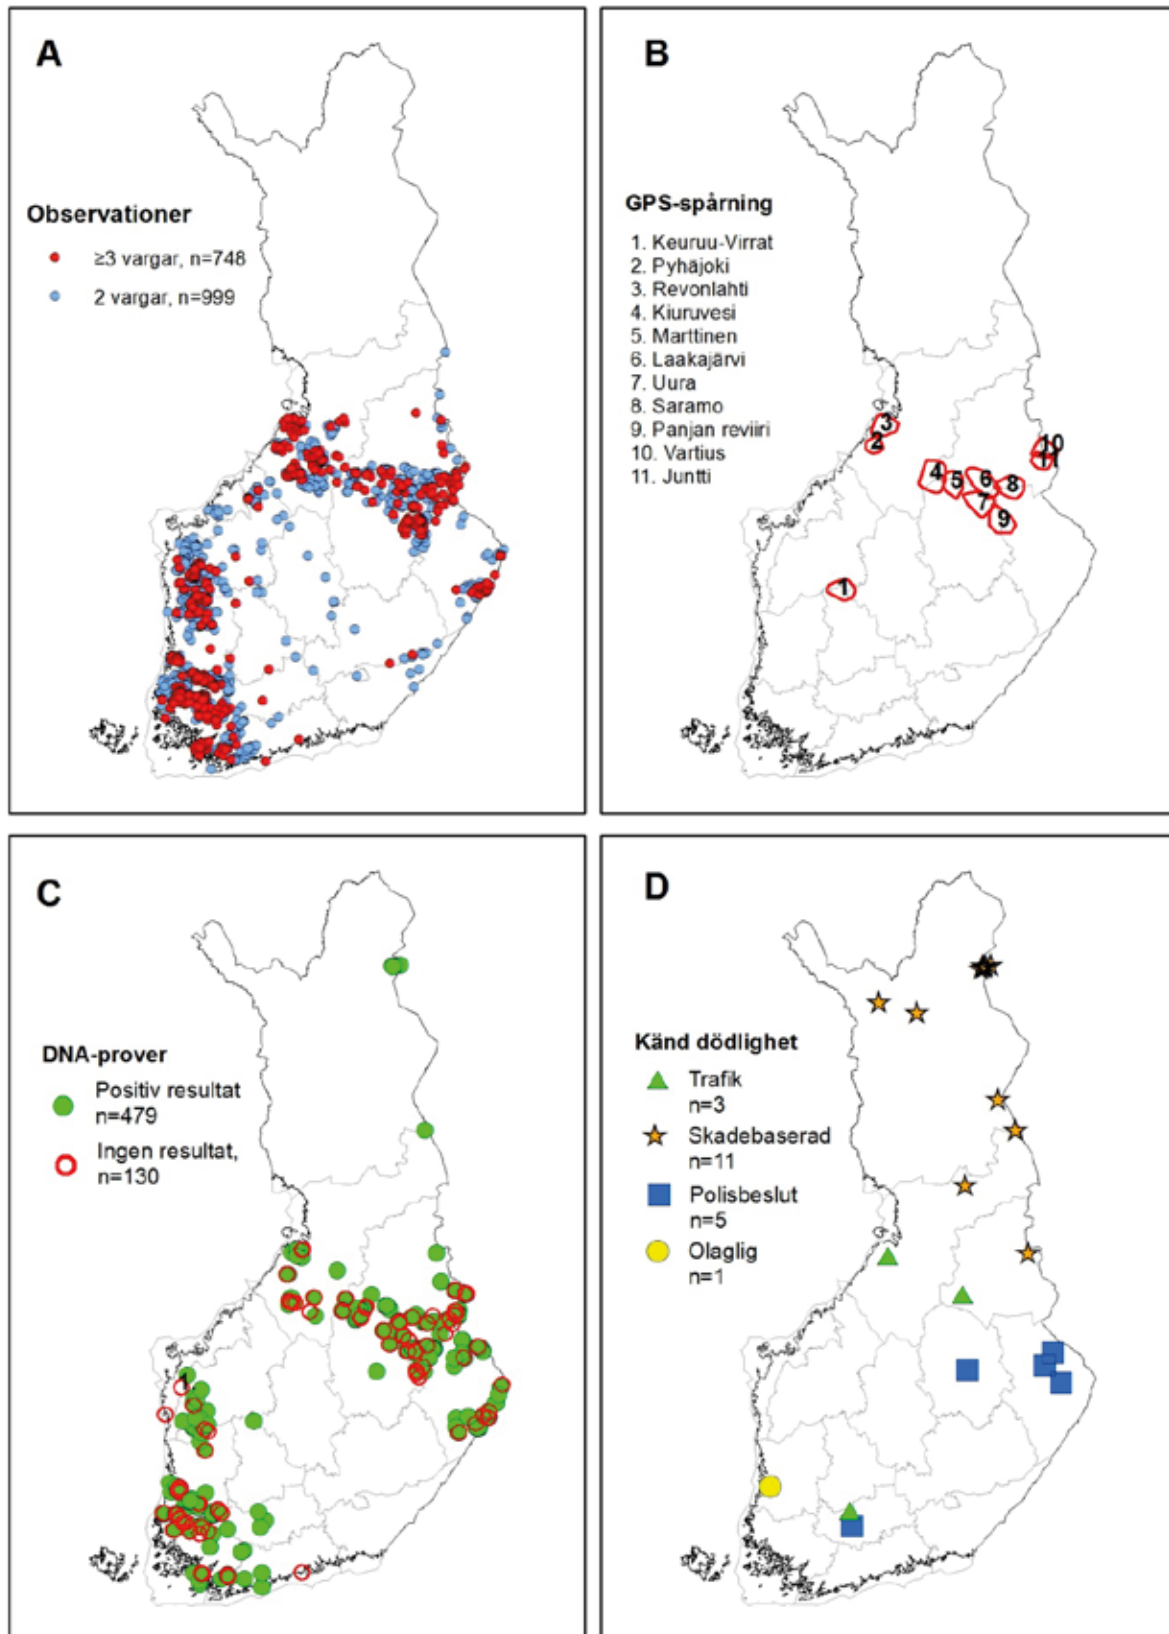 A
Observationer
≥3 vargar, n=748
2 vargar, n=999
B
GPS-spårning
1. Keuruu-Virrat
2. Pyhäjoki
3. Revonlahti
4. Kiuruvesi
5. Marttinen
6. Laakajärvi
7. Uura
8. Saramo
9. Panjan reviiri
10. Vartius
11. Juntti
3
2
10
11
4
5
6
8
7
9
1
C
DNA-prover
Positiv resultat
n=479
Ingen resultat,
n=130
1
D
Känd dödlighet
Trafik
n=3
Skadebaserad
n=11
Polisbeslut
n=5
Olaglig
n=1